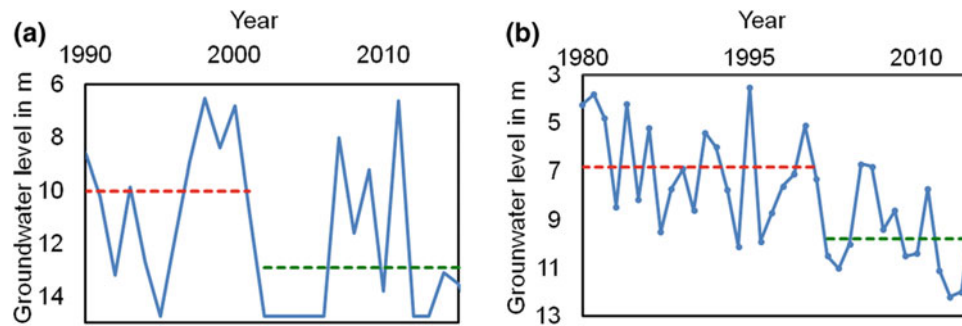 (a)
Year
1990 2000 2010
Groundwater level in m
6
8
10
12
14
(b)
Year
1980 1995 2010
Grounwater level in m
3
5
7
9
11
13